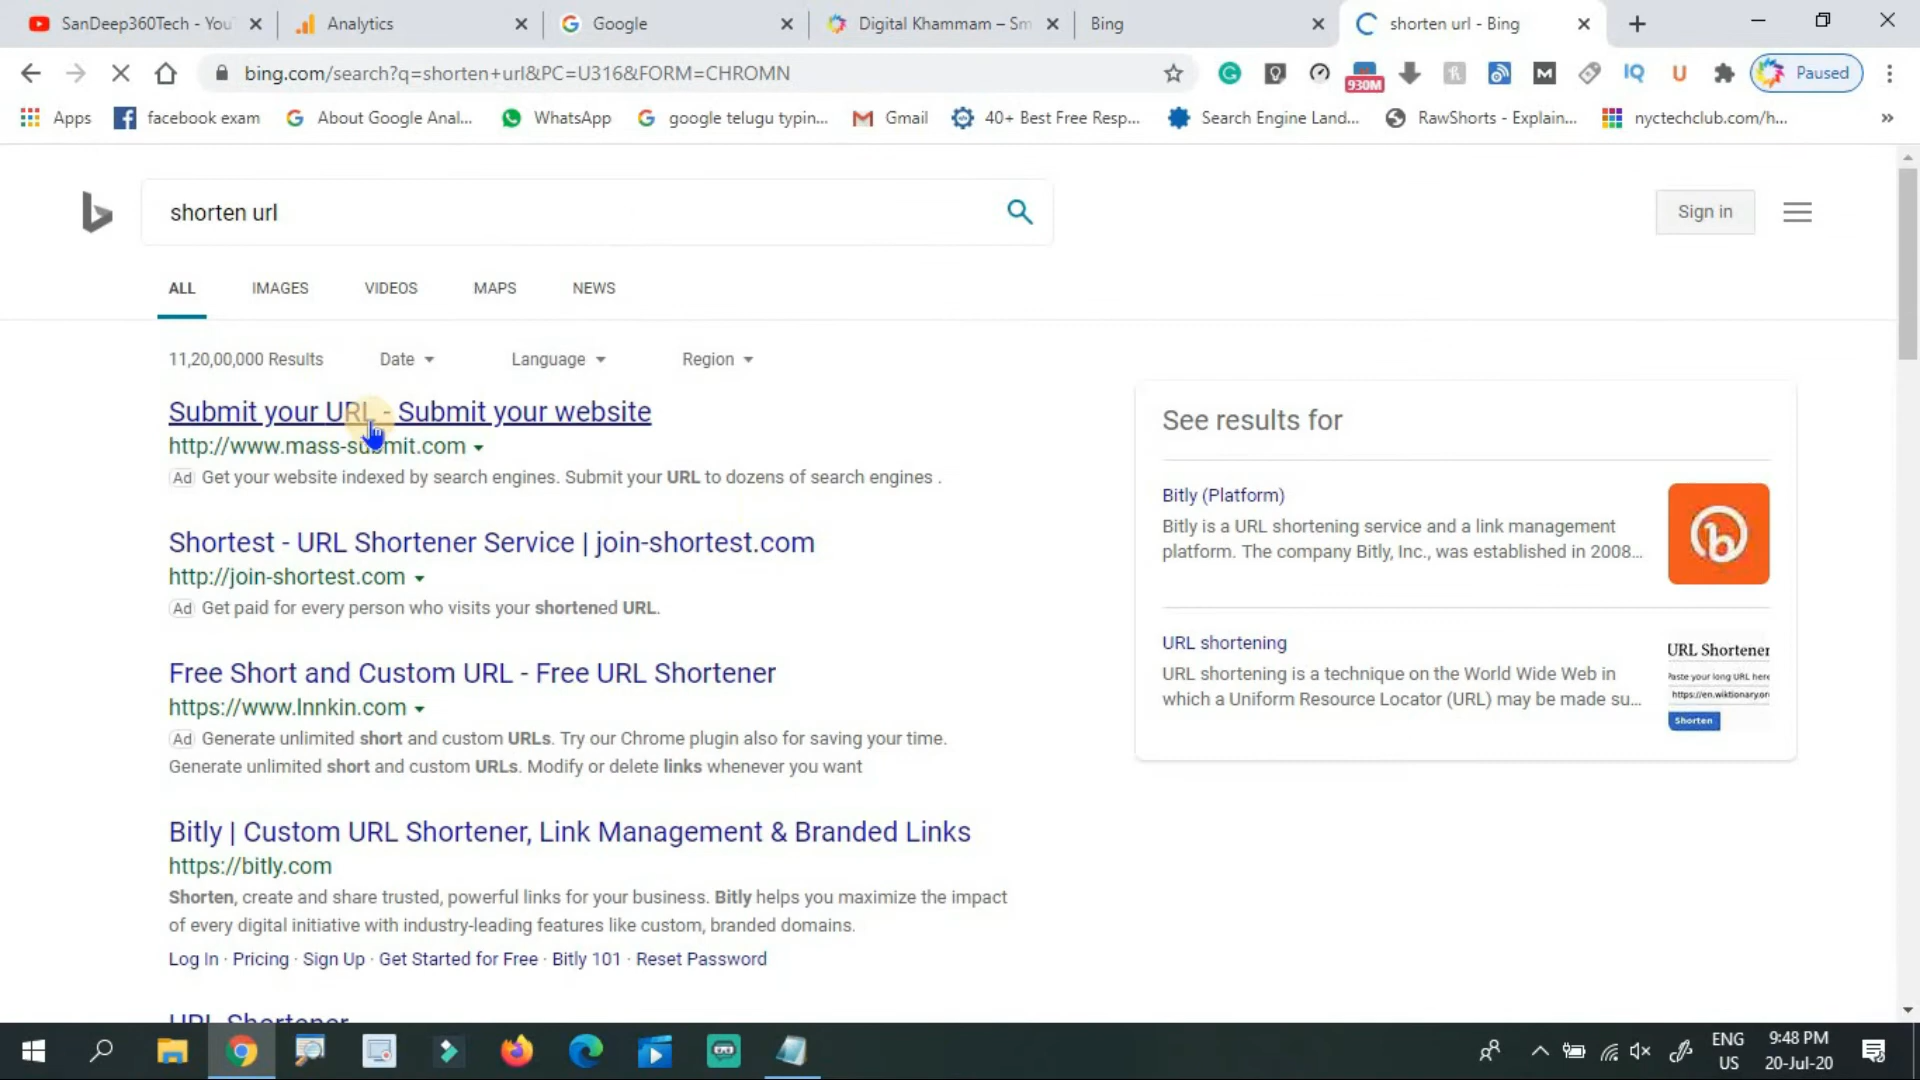 SanDeep360Tech - You
Analytics
Google
Digital Khammam – Sm
Bing
shorten url - Bing
bing.com/search?q=shorten+url&PC=U316&FORM=CHROMN
930M
IQ
Paused
Apps
facebook exam
About Google Anal...
WhatsApp
google telugu typin...
Gmail
40+ Best Free Resp...
Search Engine Land...
RawShorts - Explain...
nyctechclub.com/h...
»
shorten url
Sign in
ALL
IMAGES
VIDEOS
MAPS
NEWS
11,20,00,000 Results
Date
Language
Region
Submit your URL - Submit your website
http://www.mass-submit.com
Ad Get your website indexed by search engines. Submit your URL to dozens of search engines .
Shortest - URL Shortener Service | join-shortest.com
http://join-shortest.com
Ad Get paid for every person who visits your shortened URL.
Free Short and Custom URL - Free URL Shortener
https://www.lnnkin.com
Ad Generate unlimited short and custom URLs. Try our Chrome plugin also for saving your time.
Generate unlimited short and custom URLs. Modify or delete links whenever you want
Bitly | Custom URL Shortener, Link Management & Branded Links
https://bitly.com
Shorten, create and share trusted, powerful links for your business. Bitly helps you maximize the impact
of every digital initiative with industry-leading features like custom, branded domains.
Log In · Pricing · Sign Up · Get Started for Free · Bitly 101 · Reset Password
URL Shortener
See results for
Bitly (Platform)
Bitly is a URL shortening service and a link management
platform. The company Bitly, Inc., was established in 2008...
URL shortening
URL shortening is a technique on the World Wide Web in
which a Uniform Resource Locator (URL) may be made su...
URL Shortener
Paste your long URL here
https://en.wiktionary.or
Shorten
ENG
US
9:48 PM
20-Jul-20